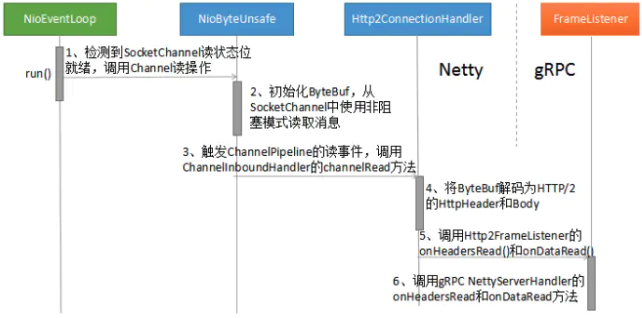 NioEventLoop
NioByteUnsafe
Http2ConnectionHandler
FrameListener
1、检测到SocketChannel读状态位
就绪，调用Channel读操作
run()
Netty
gRPC
2、初始化ByteBuf，从
SocketChannel中使用非阻
塞模式读取消息
3、触发ChannelPipeline的读事件，调用
ChannelInboundHandler的channelRead方法
4、将ByteBuf解码为HTTP/2
的HttpHeader和Body
5、调用Http2FrameListener的
onHeadersRead()和onDataRead()
6、调用gRPC NettyServerHandler的
onHeadersRead和onDataRead方法